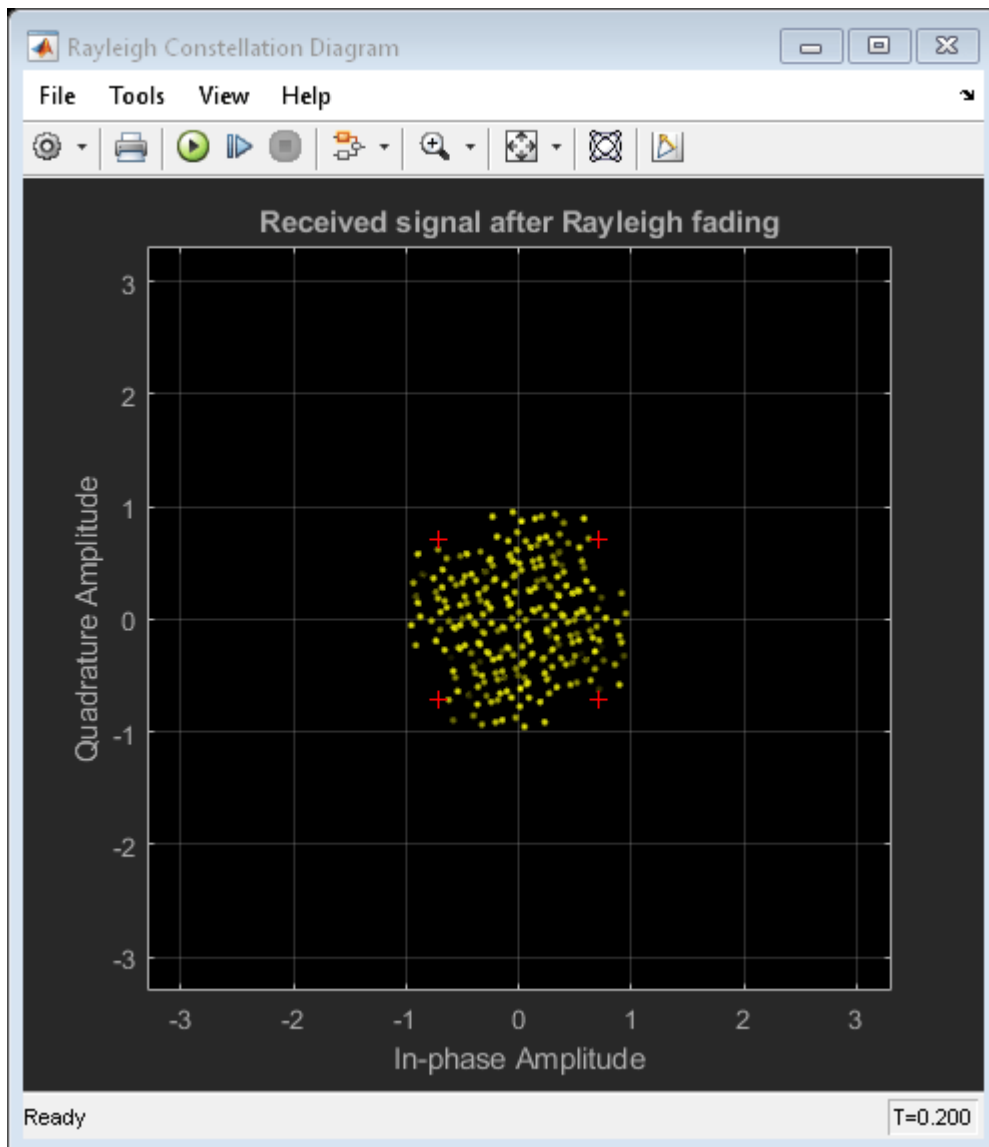 Rayleigh Constellation Diagram
File Tools View Help
Received signal after Rayleigh fading
3
2
1
0
-1
-2
-3
Quadrature Amplitude
-3 -2 -1 0 1 2 3
In-phase Amplitude
Ready T=0.200